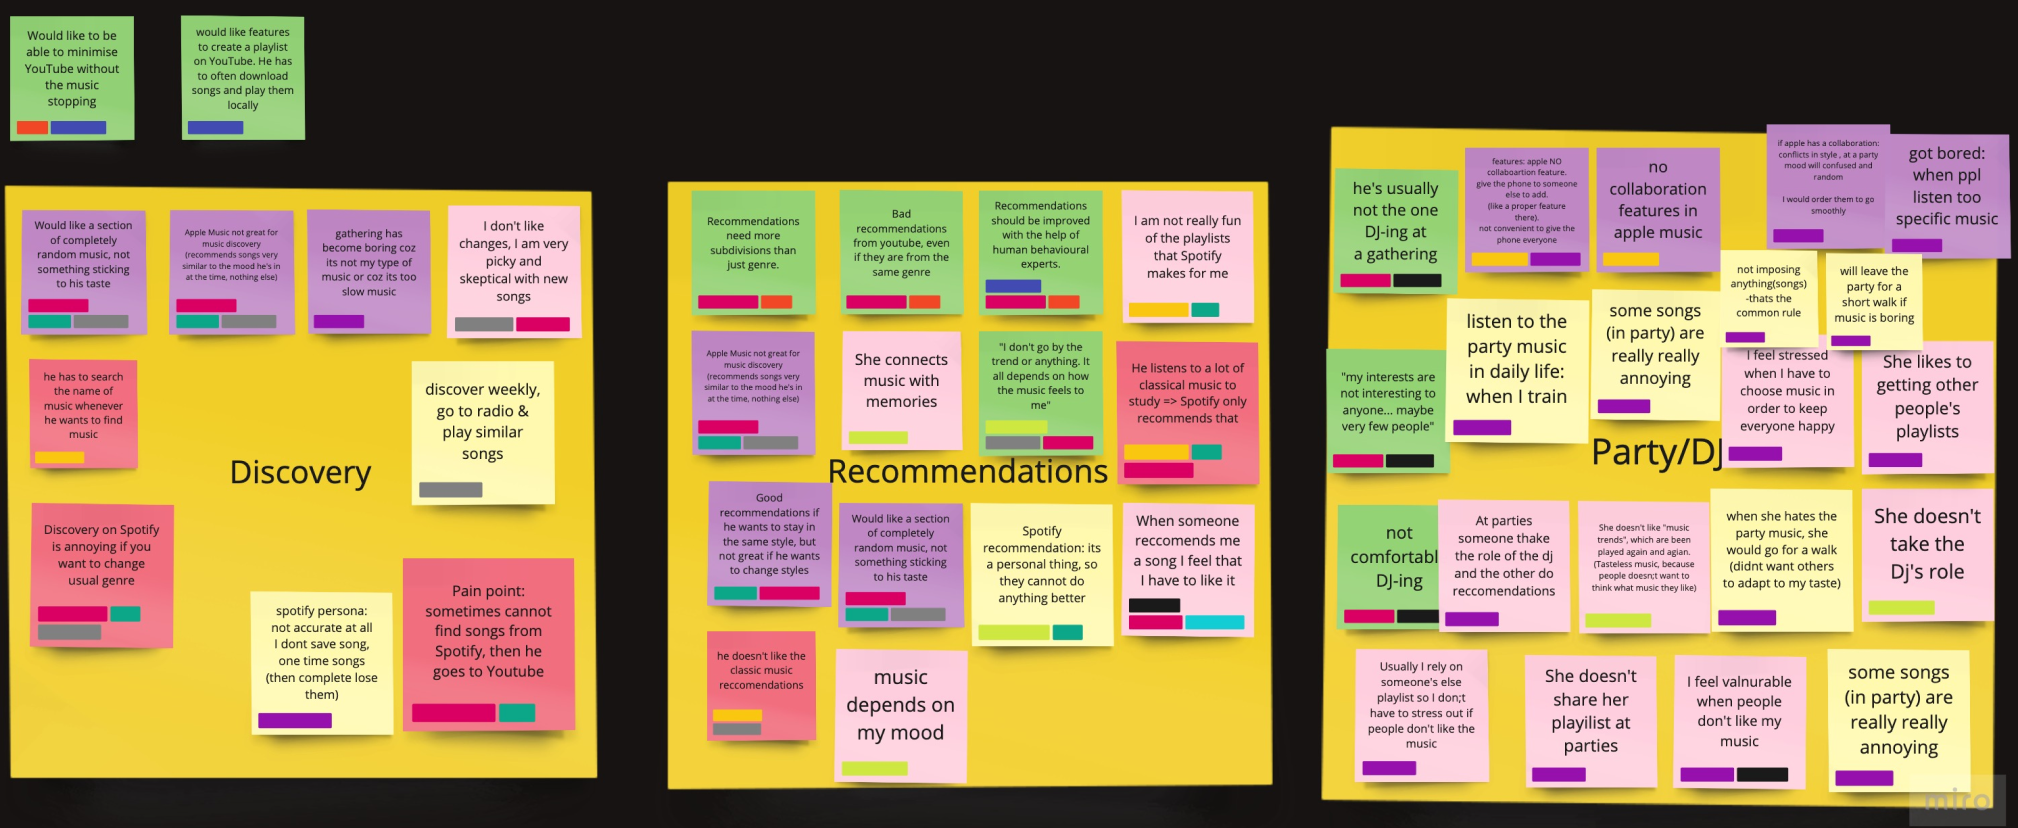 Would like to be
able to minimise
YouTube without
the music
stopping
would like features
to create a playlist
on YouTube. He has
to often download
songs and play them
locally
Would like a section
of completely
random music, not
something sticking
to his taste
Apple Music not great for
music discovery
(recommends songs very
similar to the mood he's in
at the time, nothing else)
gathering has
become boring coz
its not my type of
music or coz its too
slow music
I don't like
changes, I am very
picky and
skeptical with new
songs
he has to search
the name of
music whenever
he wants to find
music
discover weekly,
go to radio &
play similar
songs
Discovery
Discovery on Spotify
is annoying if you
want to change
usual genre
spotify persona:
not accurate at all
I dont save song,
one time songs
(then complete lose
them)
Pain point:
sometimes cannot
find songs from
Spotify, then he
goes to Youtube
Recommendations
need more
subdivisions than
just genre.
Bad
recommendations
from youtube, even
if they are from the
same genre
Recommendations
should be improved
with the help of
human behavioural
experts.
I am not really fun
of the playlists
that Spotify
makes for me
Apple Music not great for
music discovery
(recommends songs very
similar to the mood he's in
at the time, nothing else)
She connects
music with
memories
"I don't go by the
trend or anything. It
all depends on how
the music feels to
me"
He listens to a lot of
classical music to
study => Spotify only
recommends that
Recommendations
Good
recommendations if
he wants to stay in
the same style, but
not great if he wants
to change styles
Would like a section
of completely
random music, not
something sticking
to his taste
Spotify
recommendation: its
a personal thing, so
they cannot do
anything better
When someone
reccomends me
a song I feel that
I have to like it
he doesn't like the
classic music
reccomendations
music
depends on
my mood
he's usually
not the one
DJ-ing at
a gathering
features: apple NO
collaboartion feature.
give the phone to someone
else to add.
(like a proper feature
there).
not convenient to give the
phone everyone
no
collaboration
features in
apple music
if apple has a collaboration:
conflicts in style , at a party
mood will confused and
random
I would order them to go
smoothly
got bored:
when ppl
listen too
specific music
not imposing
anything(songs)
-thats the
common rule
will leave the
party for a
short walk if
music is boring
"my interests are
not interesting to
anyone... maybe
very few people"
listen to the
party music
in daily life:
when I train
some songs
(in party) are
really really
annoying
I feel stressed
when I have to
choose music in
order to keep
everyone happy
She likes to
getting other
people's
playlists
Party/DJ
not
comfortabl
DJ-ing
At parties
someone thake
the role of the dj
and the other do
reccomendations
She doesn't like "music
trends", which are been
played again and agian.
(Tasteless music, because
people doesn;t want to
think what music they like)
when she hates the
party music, she
would go for a walk
(didnt want others
to adapt to my taste)
She doesn't
take the
Dj's role
Usually I rely on
someone's else
playlist so I don;t
have to stress out if
people don't like the
music
She doesn't
share her
playilist at
parties
I feel valnurable
when people
don't like my
music
some songs
(in party) are
really really
annoying
miro